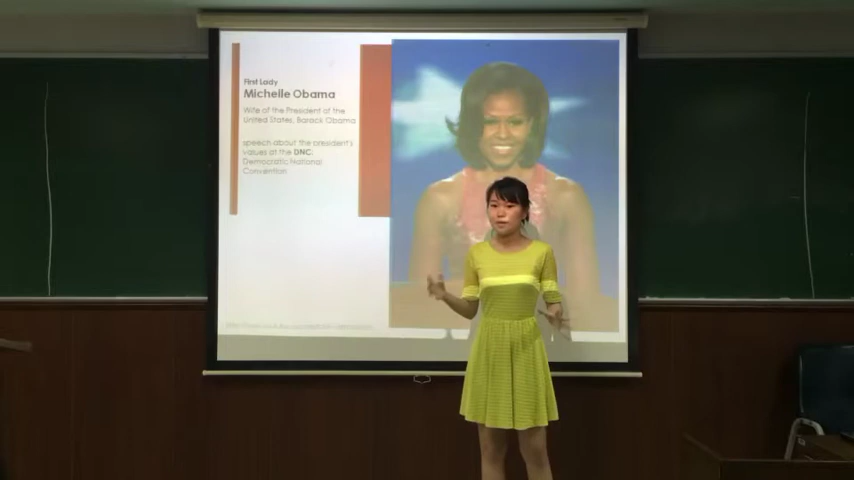 First Lady
Michelle Obama
Wife of the President of the
United States, Barack Obama
speech about the president's
values at the DNC:
Democratic National
Convention